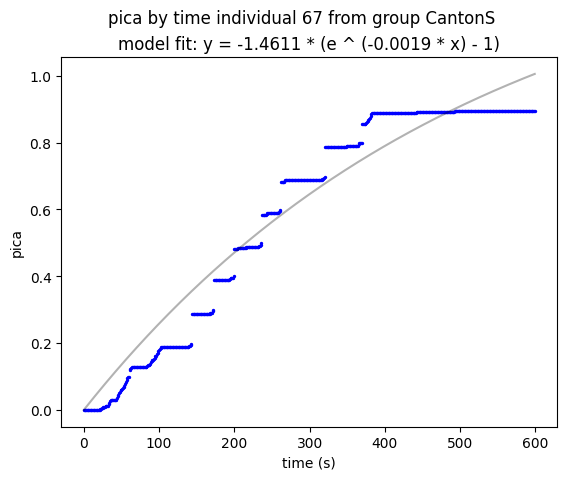 pica by time individual 67 from group CantonS
model fit: y = -1.4611 * (e ^ (-0.0019 * x) - 1)
1.0
0.8
0.6
0.4
0.2
0.0
pica
0 100 200 300 400 500 600
time (s)